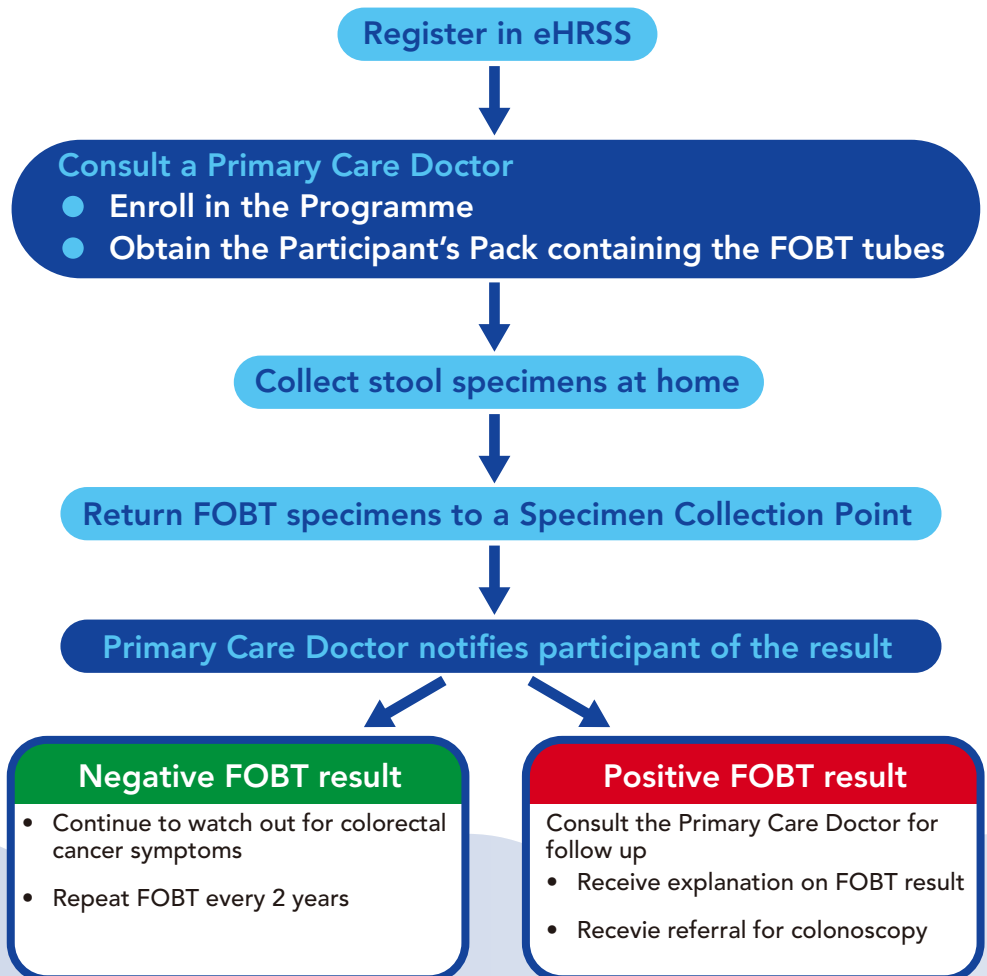 Register in eHRSS
Consult a Primary Care Doctor
● Enroll in the Programme
● Obtain the Participant's Pack containing the FOBT tubes
Collect stool specimens at home
Return FOBT specimens to a Specimen Collection Point
Primary Care Doctor notifies participant of the result
Negative FOBT result
• Continue to watch out for colorectal
cancer symptoms
• Repeat FOBT every 2 years
Positive FOBT result
Consult the Primary Care Doctor for
follow up
• Receive explanation on FOBT result
• Recevie referral for colonoscopy